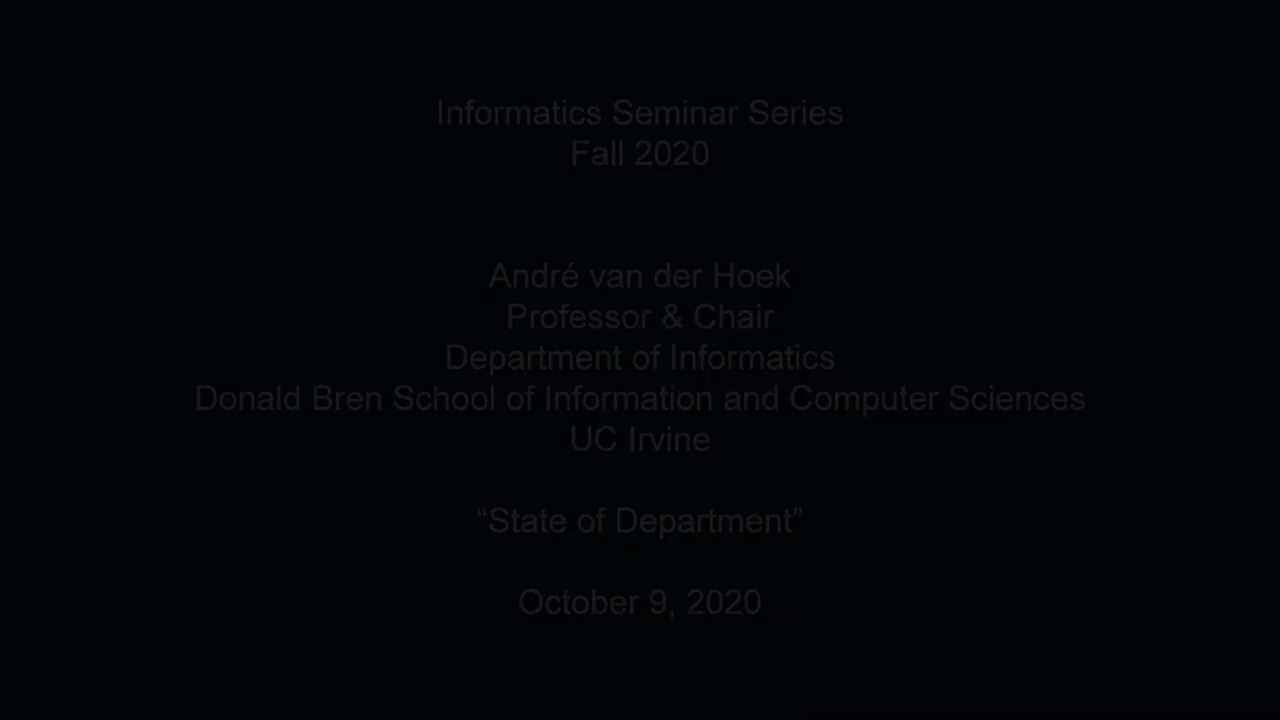 Informatics Seminar Series
Fall 2020
André van der Hoek
Professor & Chair
Department of Informatics
Donald Bren School of Information and Computer Sciences
UC Irvine
“State of Department”
October 9, 2020